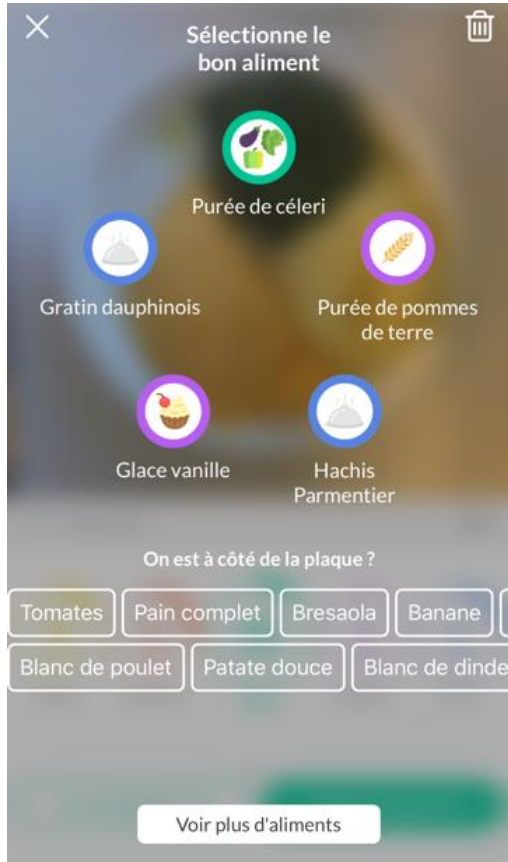 Sélectionne le
bon aliment
Purée de céleri
Gratin dauphinois
Purée de pommes
de terre
Glace vanille
Hachis
Parmentier
On est à côté de la plaque ?
Tomates
Pain complet
Bresaola
Banane
Blanc de poulet
Patate douce
Blanc de dinde
Voir plus d'aliments